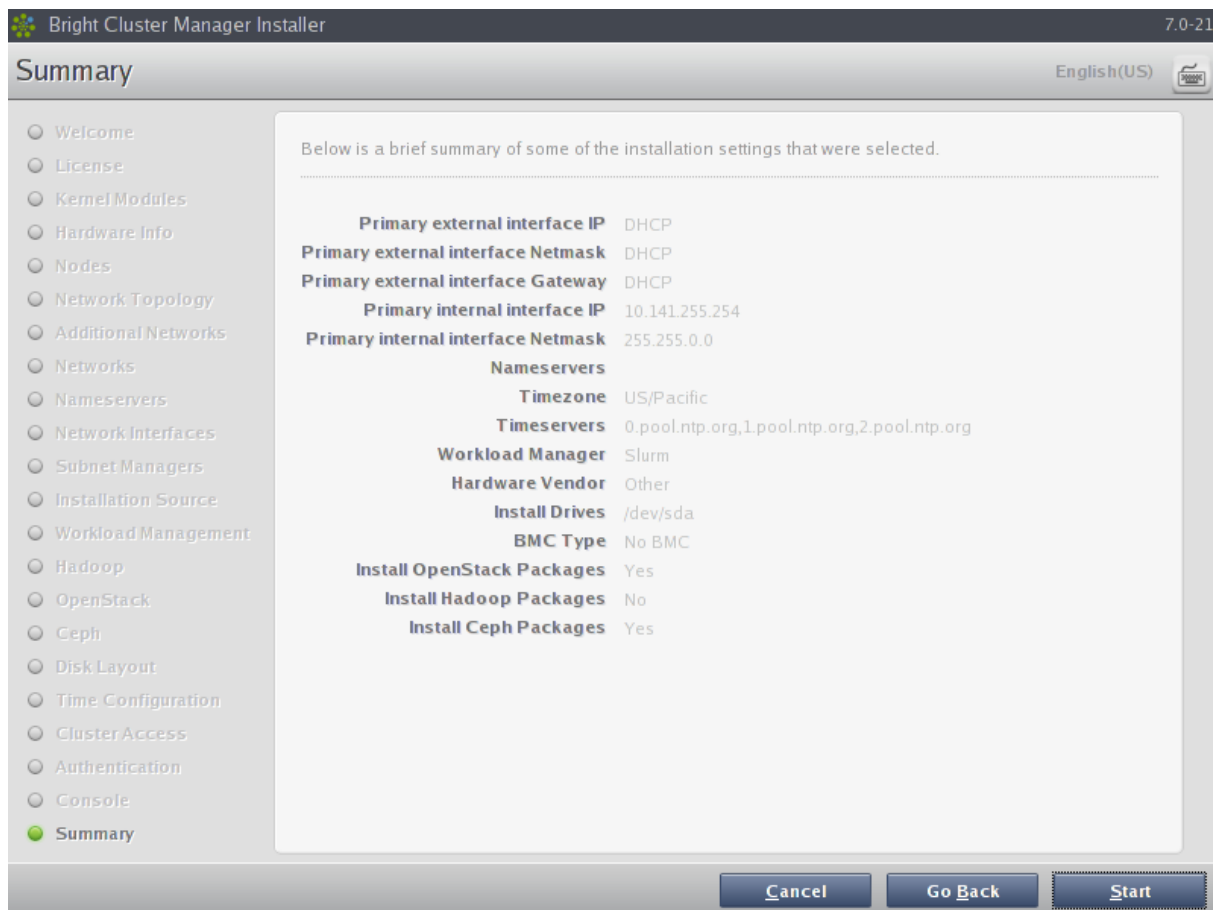 Bright Cluster Manager Installer
7.0-21
Summary
English(US)
Welcome
License
Kernel Modules
Hardware Info
Nodes
Network Topology
Additional Networks
Networks
Nameservers
Network Interfaces
Subnet Managers
Installation Source
Workload Management
Hadoop
OpenStack
Ceph
Disk Layout
Time Configuration
Cluster Access
Authentication
Console
Summary
Below is a brief summary of some of the installation settings that were selected.
Primary external interface IP DHCP
Primary external interface Netmask DHCP
Primary external interface Gateway DHCP
Primary internal interface IP 10.141.255.254
Primary internal interface Netmask 255.255.0.0
Nameservers
Timezone US/Pacific
Timeservers 0.pool.ntp.org,1.pool.ntp.org,2.pool.ntp.org
Workload Manager Slurm
Hardware Vendor Other
Install Drives /dev/sda
BMC Type No BMC
Install OpenStack Packages Yes
Install Hadoop Packages No
Install Ceph Packages Yes
Cancel
Go Back
Start